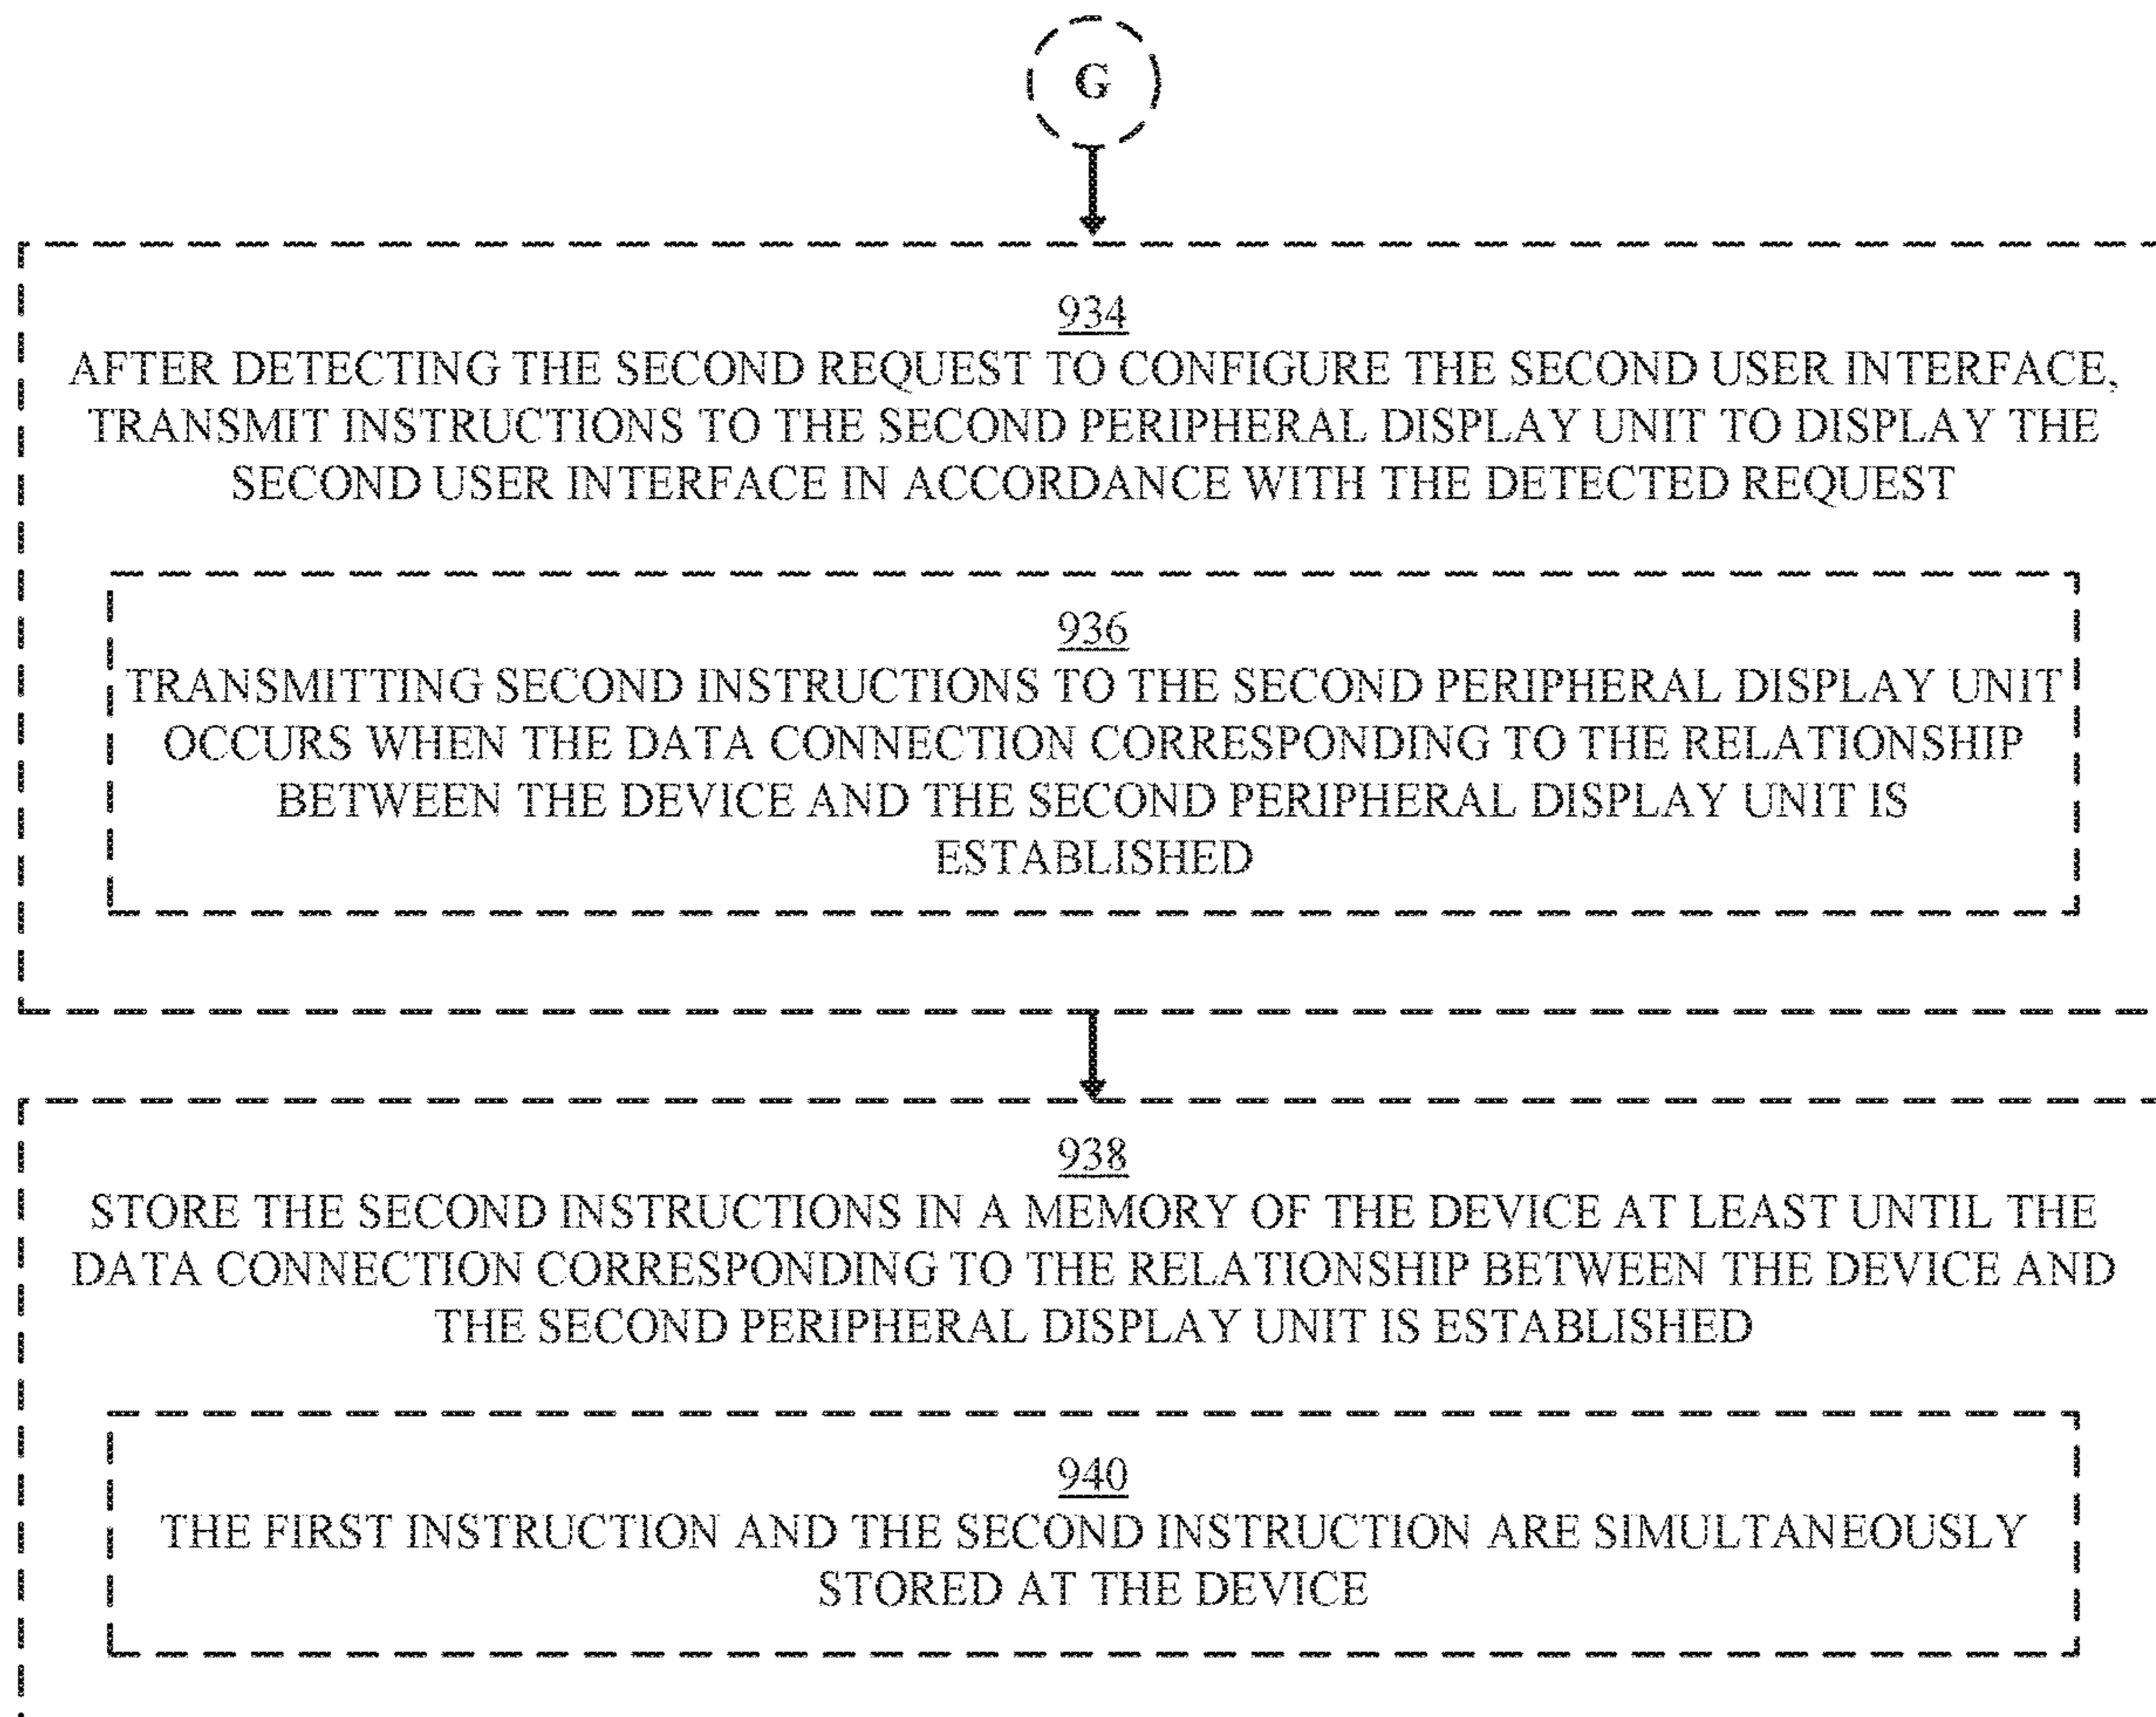 G
934
AFTER DETECTING THE SECOND REQUEST TO CONFIGURE THE SECOND USER INTERFACE,
TRANSMIT INSTRUCTIONS TO THE SECOND PERIPHERAL DISPLAY UNIT TO DISPLAY THE
SECOND USER INTERFACE IN ACCORDANCE WITH THE DETECTED REQUEST
936
TRANSMITTING SECOND INSTRUCTIONS TO THE SECOND PERIPHERAL DISPLAY UNIT
OCCURS WHEN THE DATA CONNECTION CORRESPONDING TO THE RELATIONSHIP
BETWEEN THE DEVICE AND THE SECOND PERIPHERAL DISPLAY UNIT IS
ESTABLISHED
938
STORE THE SECOND INSTRUCTIONS IN A MEMORY OF THE DEVICE AT LEAST UNTIL THE
DATA CONNECTION CORRESPONDING TO THE RELATIONSHIP BETWEEN THE DEVICE AND
THE SECOND PERIPHERAL DISPLAY UNIT IS ESTABLISHED
940
THE FIRST INSTRUCTION AND THE SECOND INSTRUCTION ARE SIMULTANEOUSLY
STORED AT THE DEVICE